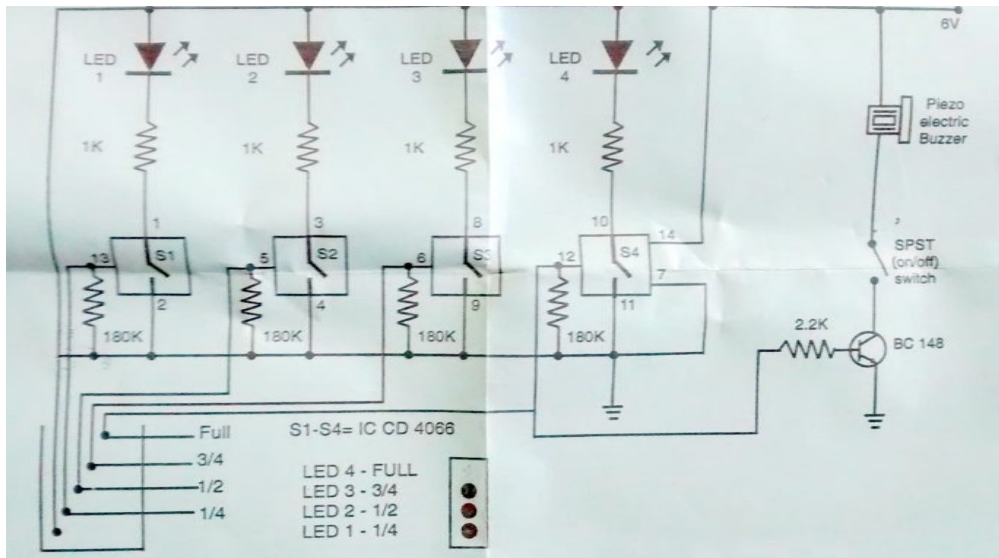 6V
LED
1
LED
2
LED
3
LED
4
Piezo
electric
Buzzer
1K
1K
1K
1K
1
3
8
10
14
13
S1
5
S2
6
S3
12
S4
7
SPST
(on/off)
switch
2
4
9
11
180K
180K
180K
180K
2.2K
BC 148
Full
3/4
1/2
1/4
S1-S4= IC CD 4066
LED 4 - FULL
LED 3 - 3/4
LED 2 - 1/2
LED 1 - 1/4